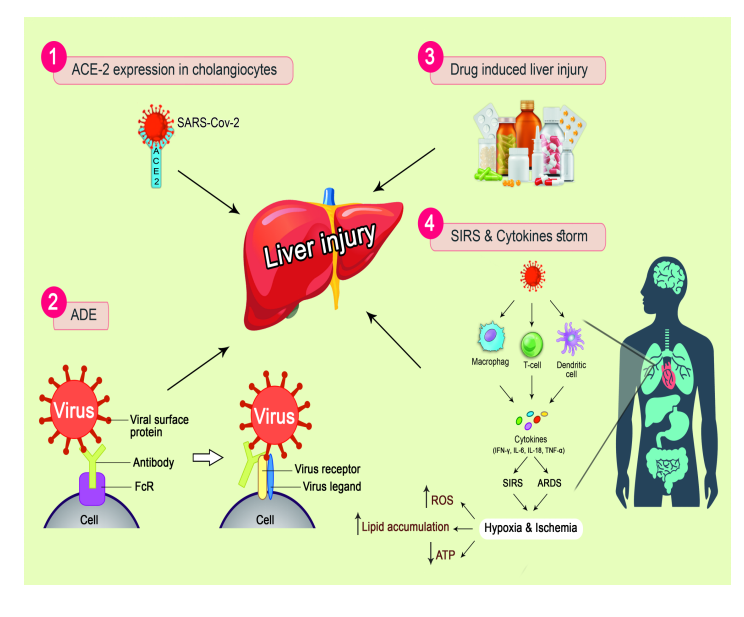 1
ACE-2 expression in cholangiocytes
SARS-Cov-2
ACE2
3
Drug induced liver injury
Liver injury
4
SIRS & Cytokines storm
Macrophag
T-cell
Dendritic
cell
Cytokines
(IFN-γ, IL-6, IL-18, TNF-α)
SIRS
ARDS
Hypoxia & Ischemia
ROS
Lipid accumulation
ATP
2
ADE
Virus
Viral surface
protein
Antibody
FcR
Cell
Virus
Virus receptor
Virus legand
Cell